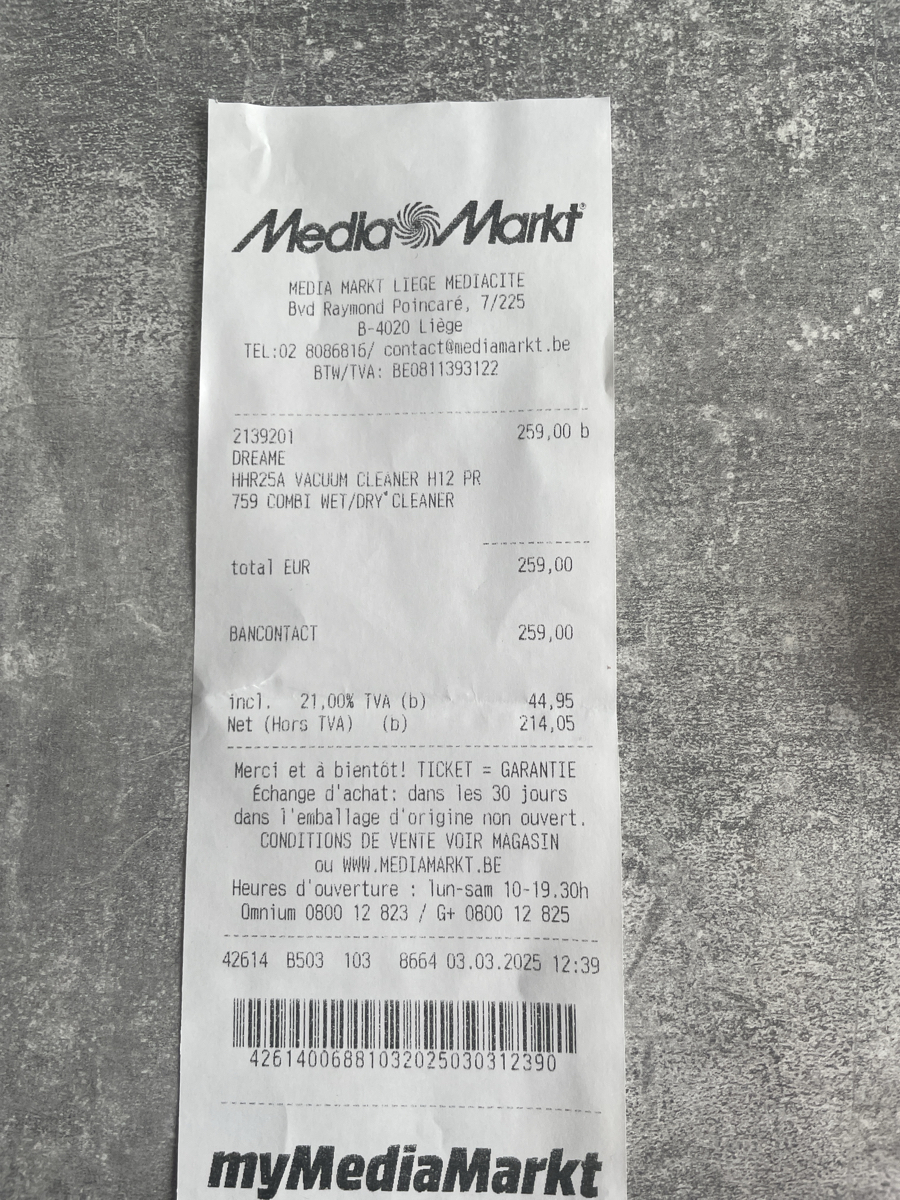 Media Markt®
MEDIA MARKT LIEGE MEDIACITE
Bvd Raymond Poincaré, 7/225
B-4020 Liège
TEL:02 8086816/ contact@mediamarkt.be
BTW/TVA: BE0811393122
2139201 259,00 b
DREAME
HHR25A VACUUM CLEANER H12 PR
759 COMBI WET/DRY CLEANER
total EUR 259,00
BANCONTACT 259,00
incl. 21,00% TVA (b) 44,95
Net (Hors TVA) (b) 214,05
Merci et à bientôt! TICKET = GARANTIE
Échange d'achat: dans les 30 jours
dans l'emballage d'origine non ouvert.
CONDITIONS DE VENTE VOIR MAGASIN
ou WWW.MEDIAMARKT.BE
Heures d'ouverture : lun-sam 10-19.30h
Omnium 0800 12 823 / G+ 0800 12 825
42614 B503 103 8664 03.03.2025 12:39
42614006881032025030312390
myMediaMarkt